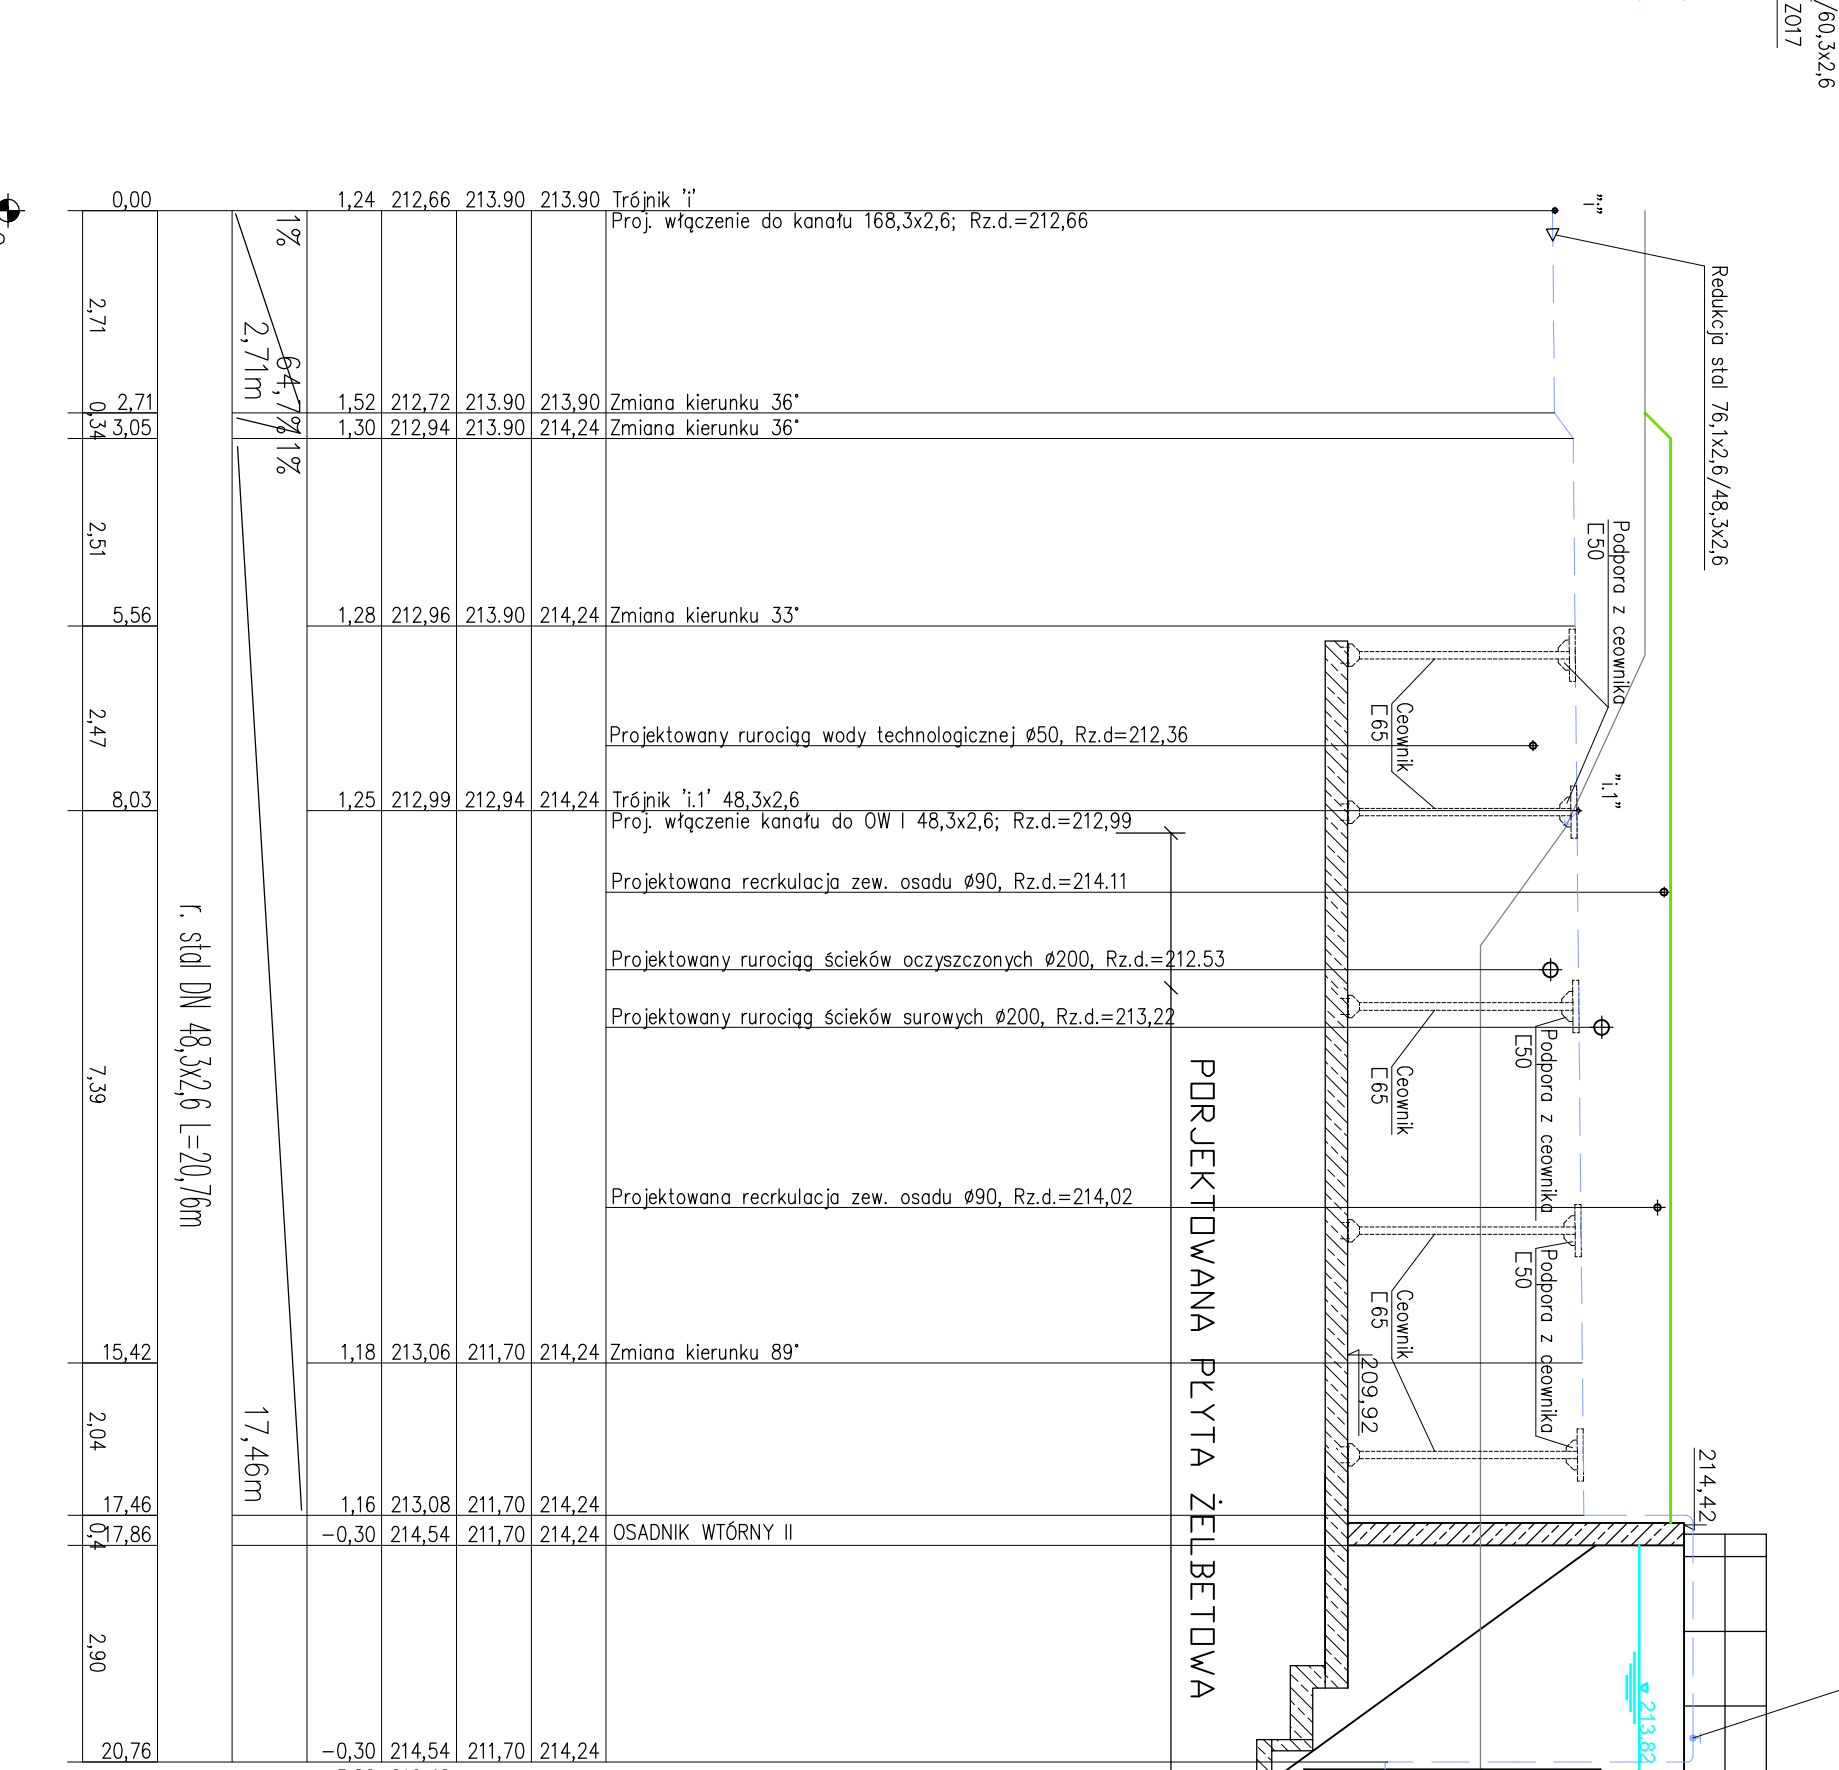 /60,3x2,6
Z017
0,00 1,24 212,66 213.90 213.90 Trójnik 'i'
Proj. włączenie do kanału 168,3x2,6; Rz.d.=212,66
"i"
1%
Redukcja stal 76,1x2,6/48,3x2,6
2,71
2,71m
64,7%
2,71 1,52 212,72 213.90 213,90 Zmiana kierunku 36°
0,34
3,05 1,30 212,94 213.90 214,24 Zmiana kierunku 36°
1%
2,51
Podpora z ceownika
[50
5,56 1,28 212,96 213.90 214,24 Zmiana kierunku 33°
2,47
Ceownik
[65
Projektowany rurociąg wody technologicznej ø50, Rz.d=212,36
8,03 1,25 212,99 212,94 214,24 Trójnik 'i.1' 48,3x2,6
"i.1"
Proj. włączenie kanału do OW I 48,3x2,6; Rz.d.=212,99
Projektowana recrkulacja zew. osadu ø90, Rz.d.=214.11
r. stal DN 48,3x2,6 L=20,76m
Projektowany rurociąg ścieków oczyszczonych ø200, Rz.d.=212.53
Projektowany rurociąg ścieków surowych ø200, Rz.d.=213,22
7,39
PORJEKTOWANA PŁYTA ŻELBETOWA
Ceownik
[65
Podpora z ceownika
[50
Projektowana recrkulacja zew. osadu ø90, Rz.d.=214,02
Ceownik
[65
Podpora z ceownika
[50
15,42 1,18 213,06 211,70 214,24 Zmiana kierunku 89°
209,92
2,04
17,46m
214,42
17,46 1,16 213,08 211,70 214,24
0,4
17,86 -0,30 214,54 211,70 214,24 OSADNIK WTÓRNY II
2,90
213,82
20,76 -0,30 214,54 211,70 214,24